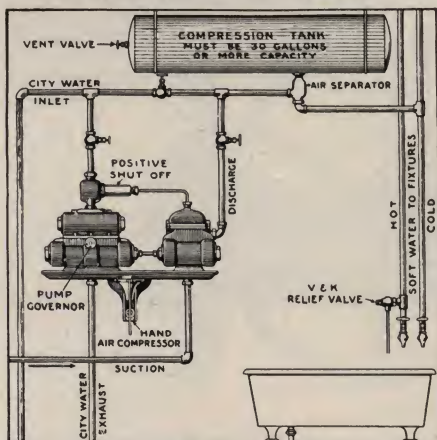 COMPRESSION TANK
MUST BE 30 GALLONS
OR MORE CAPACITY
VENT VALVE
CITY WATER
INLET
AIR SEPARATOR
POSITIVE
SHUT OFF
DISCHARGE
HOT
SOFT WATER TO FIXTURES
COLD
PUMP
GOVERNOR
HAND
AIR COMPRESSOR
V & K
RELIEF VALVE
SUCTION
CITY WATER
EXHAUST